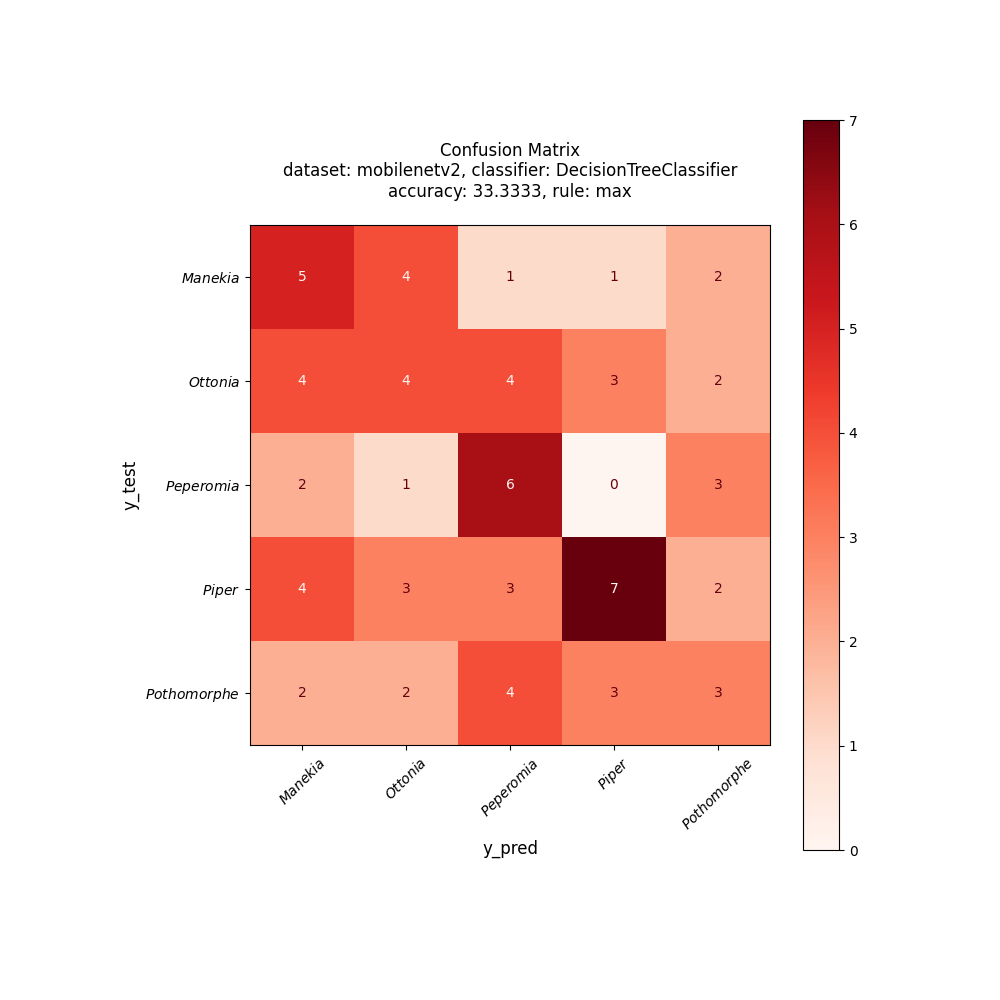 Confusion Matrix
dataset: mobilenetv2, classifier: DecisionTreeClassifier
accuracy: 33.3333, rule: max
y_test
Manekia 5 4 1 1 2
Ottonia 4 4 4 3 2
Peperomia 2 1 6 0 3
Piper 4 3 3 7 2
Pothomorphe 2 2 4 3 3
Manekia Ottonia Peperomia Piper Pothomorphe
y_pred
7
6
5
4
3
2
1
0